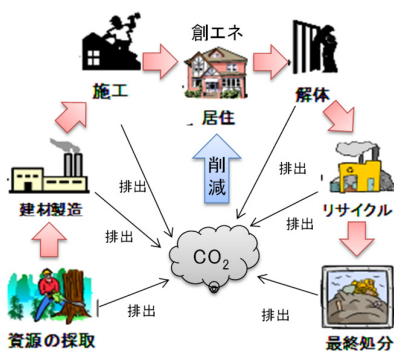 創エネ
施工
居住
解体
削減
建材製造
排出
排出
リサイクル
排出
排出
CO2
資源の採取
排出
排出
最終処分